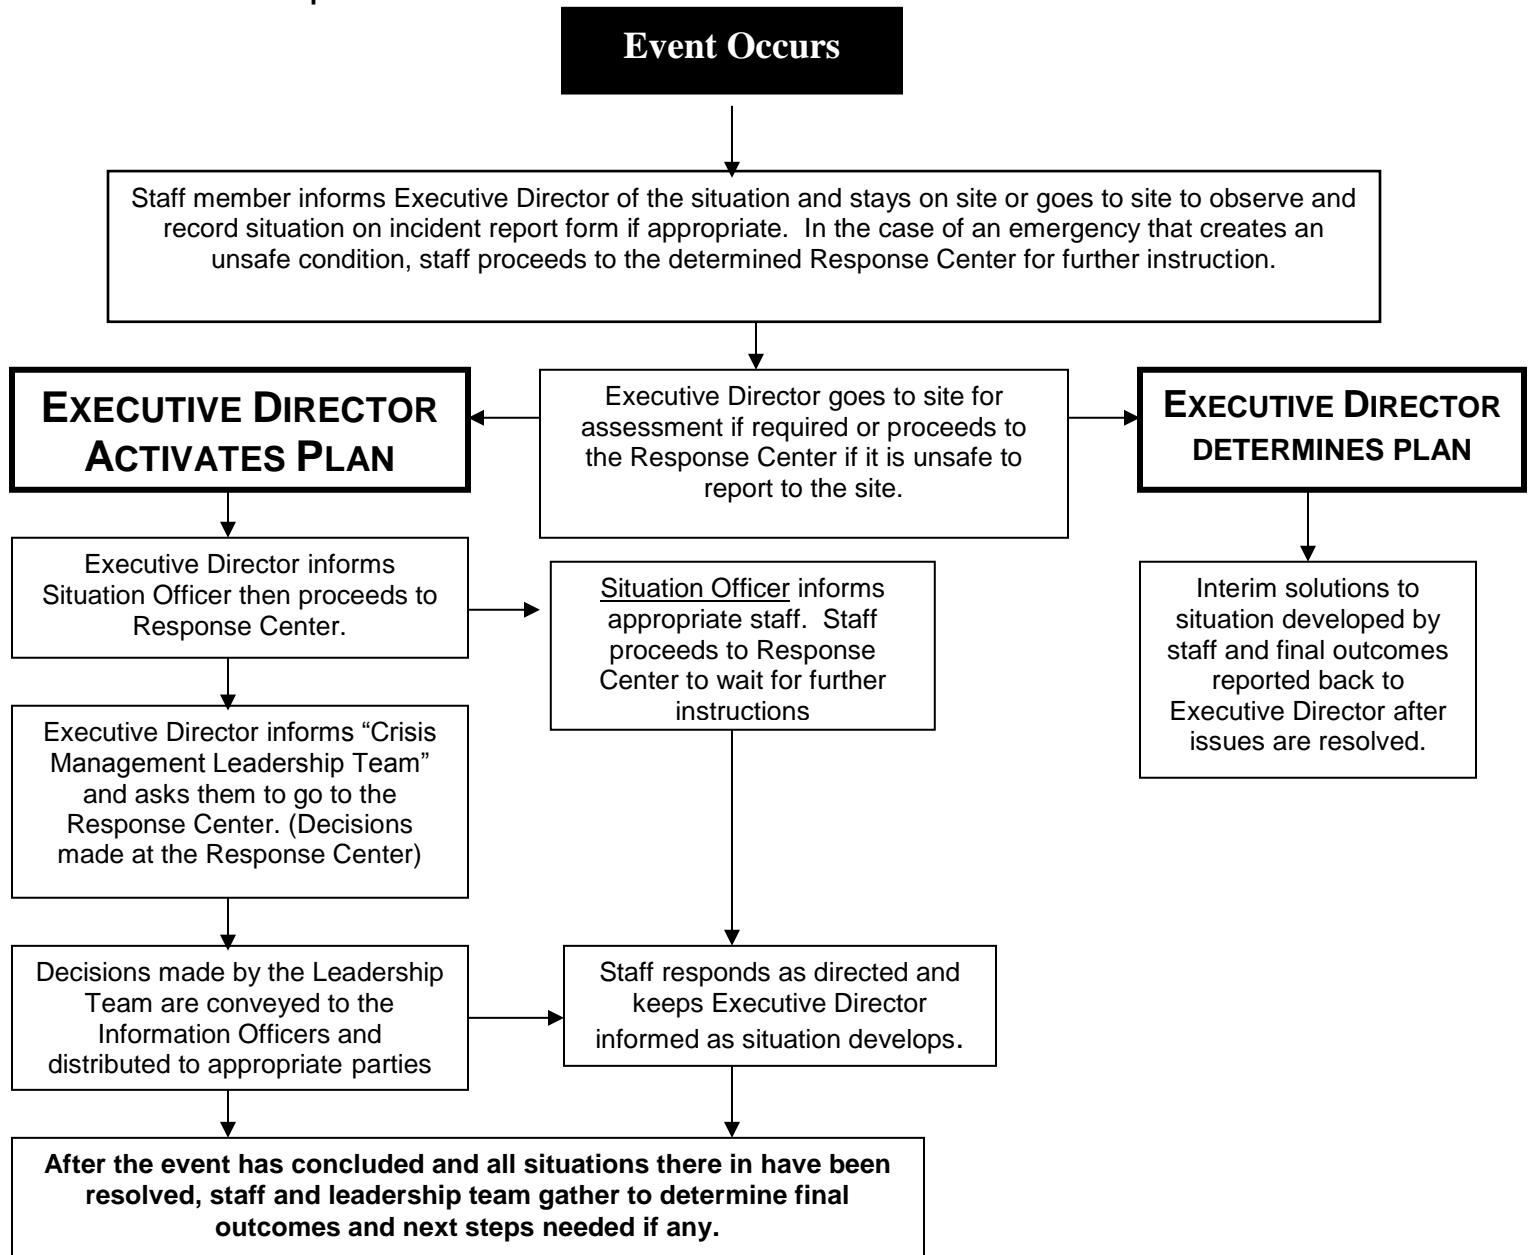 Event Occurs
Staff member informs Executive Director of the situation and stays on site or goes to site to observe and
record situation on incident report form if appropriate.  In the case of an emergency that creates an
unsafe condition, staff proceeds to the determined Response Center for further instruction.
EXECUTIVE DIRECTOR
ACTIVATES PLAN
Executive Director goes to site for
assessment if required or proceeds to
the Response Center if it is unsafe to
report to the site.
EXECUTIVE DIRECTOR
DETERMINES PLAN
Executive Director informs
Situation Officer then proceeds to
Response Center.
Situation Officer informs
appropriate staff.  Staff
proceeds to Response
Center to wait for further
instructions
Interim solutions to
situation developed by
staff and final outcomes
reported back to
Executive Director after
issues are resolved.
Executive Director informs “Crisis
Management Leadership Team”
and asks them to go to the
Response Center. (Decisions
made at the Response Center)
Decisions made by the Leadership
Team are conveyed to the
Information Officers and
distributed to appropriate parties
Staff responds as directed and
keeps Executive Director
informed as situation develops.
After the event has concluded and all situations there in have been
resolved, staff and leadership team gather to determine final
outcomes and next steps needed if any.